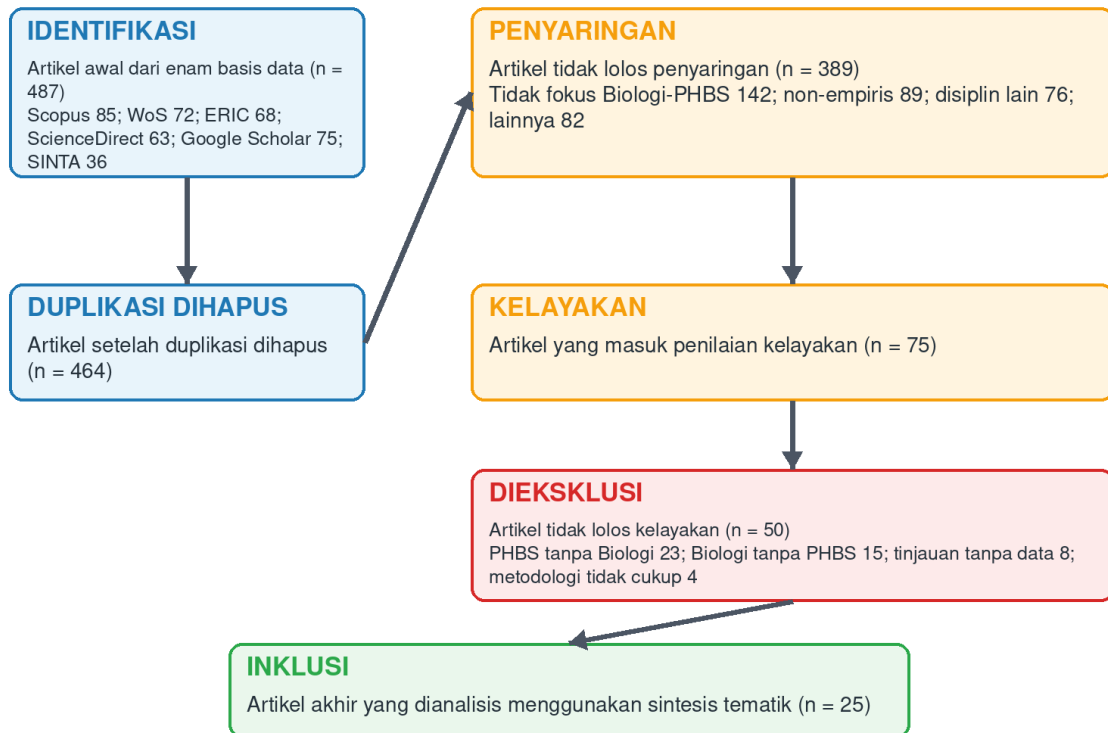 IDENTIFIKASI
Artikel awal dari enam basis data (n =
487)
Scopus 85; WoS 72; ERIC 68;
ScienceDirect 63; Google Scholar 75;
SINTA 36
DUPLIKASI DIHAPUS
Artikel setelah duplikasi dihapus
(n = 464)
PENYARINGAN
Artikel tidak lolos penyaringan (n = 389)
Tidak fokus Biologi-PHBS 142; non-empiris 89; disiplin lain 76;
lainnya 82
KELAYAKAN
Artikel yang masuk penilaian kelayakan (n = 75)
DIEKSKLUSI
Artikel tidak lolos kelayakan (n = 50)
PHBS tanpa Biologi 23; Biologi tanpa PHBS 15; tinjauan tanpa data 8;
metodologi tidak cukup 4
INKLUSI
Artikel akhir yang dianalisis menggunakan sintesis tematik (n = 25)